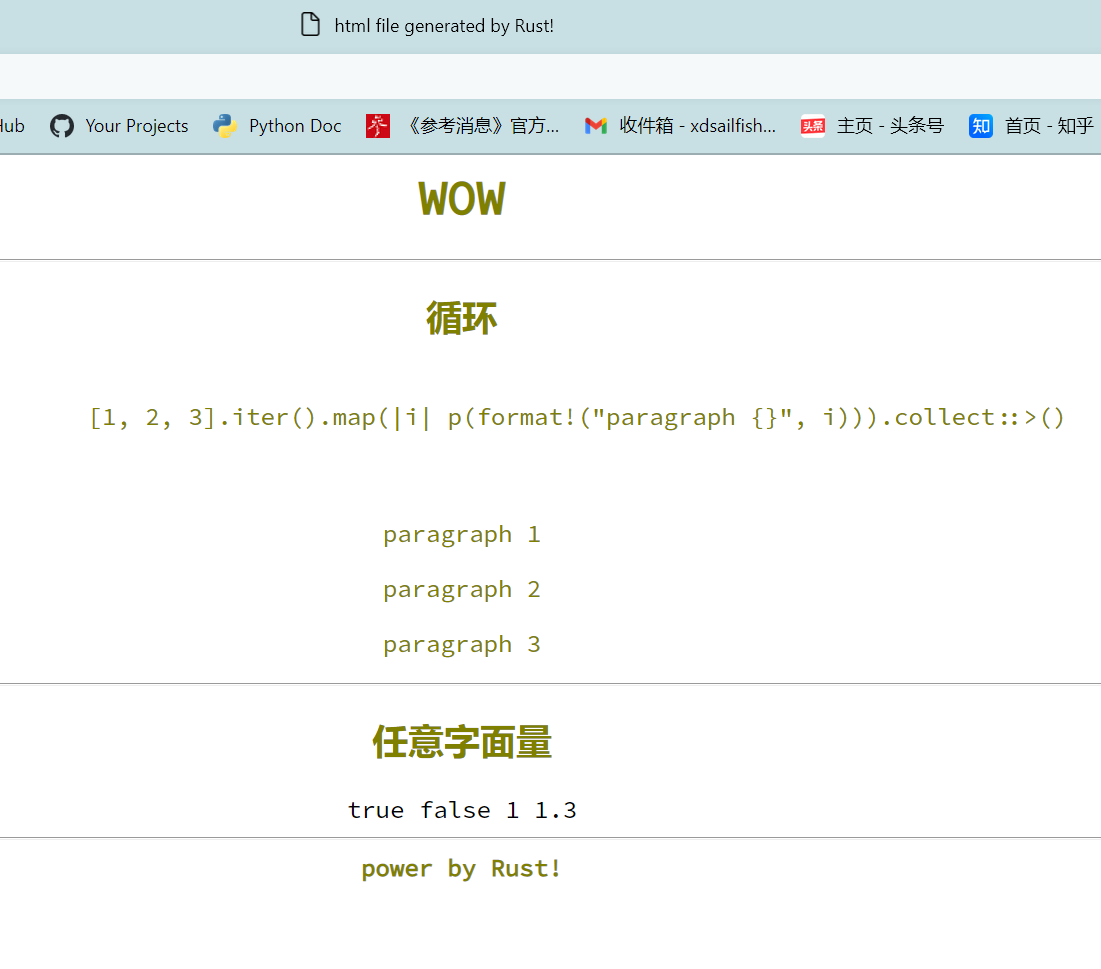 html file generated by Rust!
Hub Your Projects Python Doc 《参考消息》官方... 收件箱 - xdsailfish... 头条 主页 - 头条号 知 首页 - 知乎
WOW
循环
[1, 2, 3].iter().map(|i| p(format!("paragraph {}", i))).collect::>()
paragraph 1
paragraph 2
paragraph 3
任意字面量
true false 1 1.3
power by Rust!